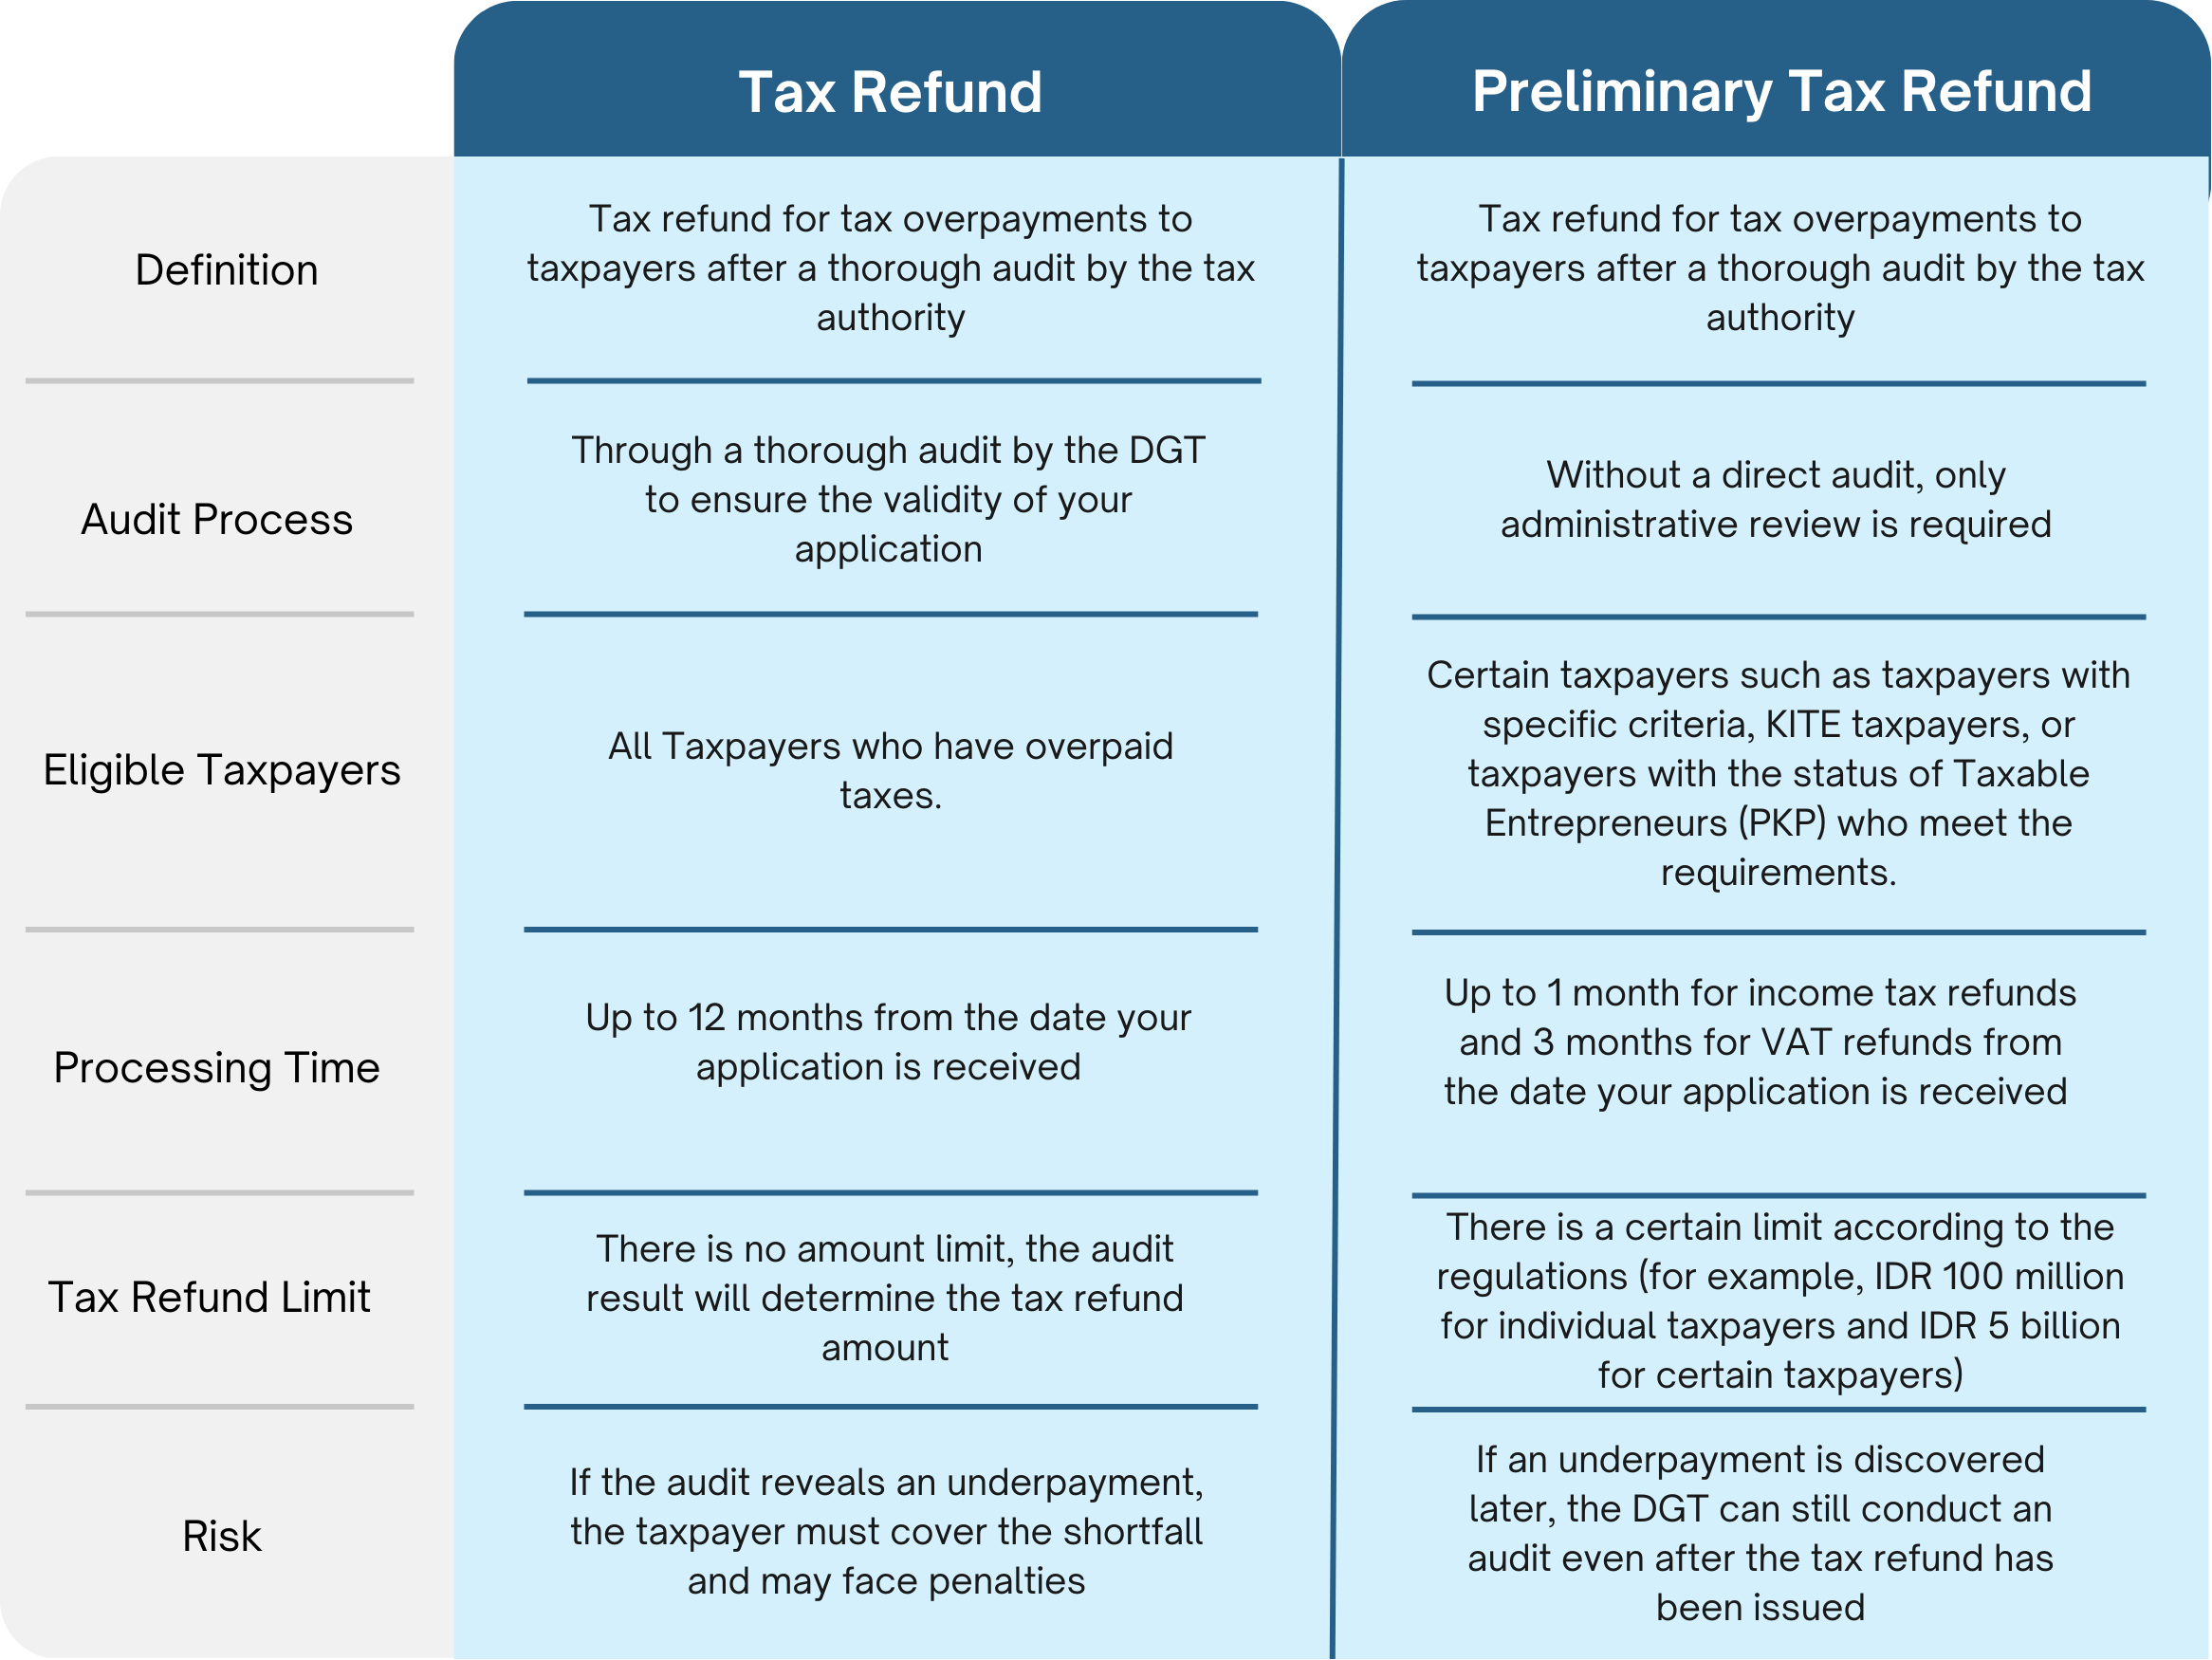 Tax Refund
Preliminary Tax Refund
Definition
Tax refund for tax overpayments to
taxpayers after a thorough audit by the tax
authority
Tax refund for tax overpayments to
taxpayers after a thorough audit by the tax
authority
Audit Process
Through a thorough audit by the DGT
to ensure the validity of your
application
Without a direct audit, only
administrative review is required
Eligible Taxpayers
All Taxpayers who have overpaid
taxes.
Certain taxpayers such as taxpayers with
specific criteria, KITE taxpayers, or
taxpayers with the status of Taxable
Entrepreneurs (PKP) who meet the
requirements.
Processing Time
Up to 12 months from the date your
application is received
Up to 1 month for income tax refunds
and 3 months for VAT refunds from
the date your application is received
Tax Refund Limit
There is no amount limit, the audit
result will determine the tax refund
amount
There is a certain limit according to the
regulations (for example, IDR 100 million
for individual taxpayers and IDR 5 billion
for certain taxpayers)
Risk
If the audit reveals an underpayment,
the taxpayer must cover the shortfall
and may face penalties
If an underpayment is discovered
later, the DGT can still conduct an
audit even after the tax refund has
been issued